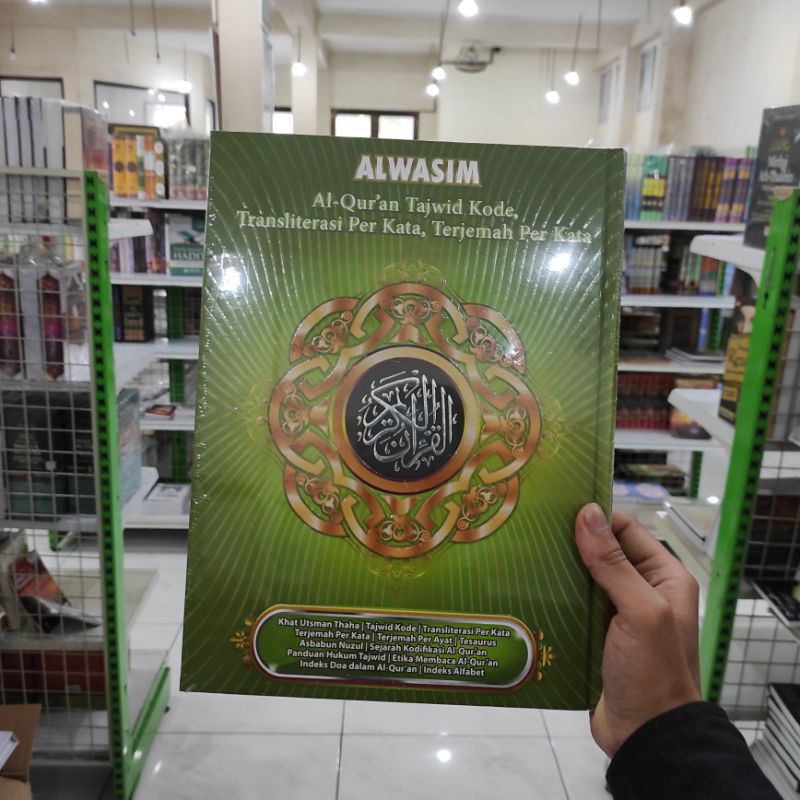 ALWASIM
Al-Qur'an Tajwid Kode,
Transliterasi Per Kata, Terjemah Per Kata
القرآن الكريم
Khat Utsman Thaha | Tajwid Kode | Transliterasi Per Kata
Terjemah Per Kata | Terjemah Per Ayat | Tesaurus
Asbabun Nuzul | Sejarah Kodifikasi Al-Qur'an
Panduan Hukum Tajwid | Etika Membaca Al-Qur'an
Indeks Doa dalam Al-Qur'an | Indeks Alfabet